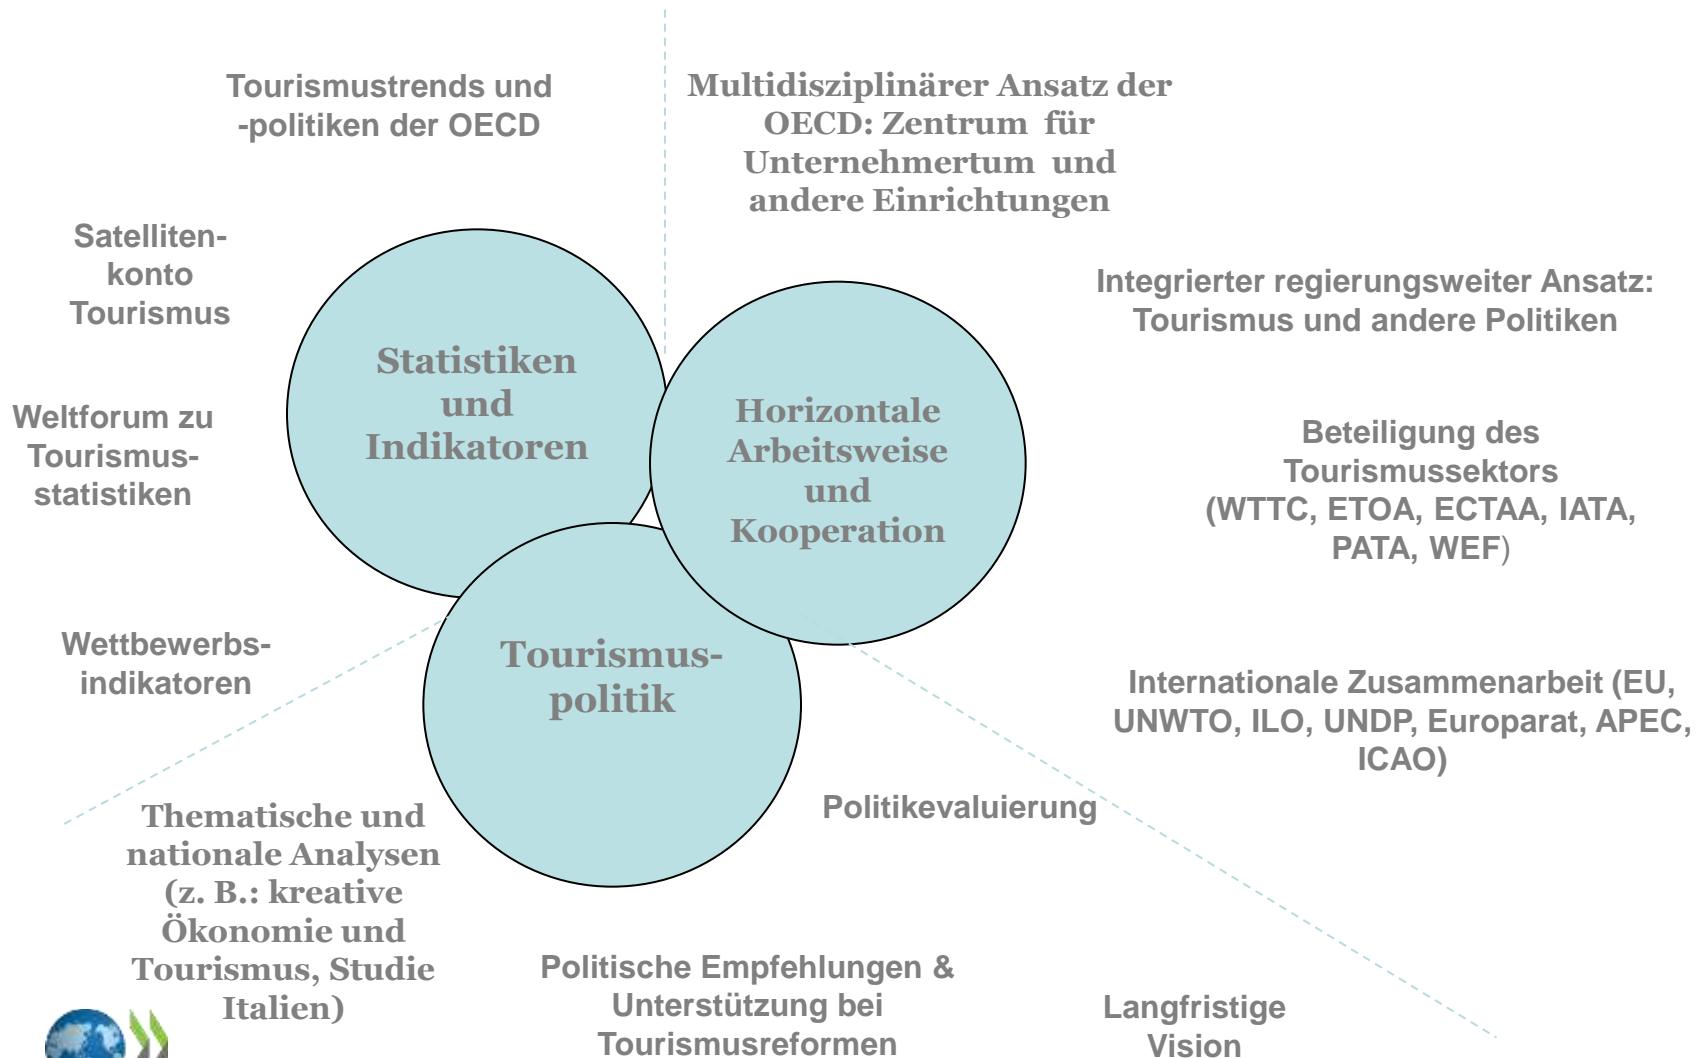 Tourismustrends und
-politiken der OECD
Multidisziplinärer Ansatz der
OECD: Zentrum für
Unternehmertum und
andere Einrichtungen
Satelliten-
konto
Tourismus
Integrierter regierungsweiter Ansatz:
Tourismus und andere Politiken
Statistiken
und
Indikatoren
Horizontale
Arbeitsweise
und
Kooperation
Weltforum zu
Tourismus-
statistiken
Beteiligung des
Tourismussektors
(WTTC, ETOA, ECTAA, IATA,
PATA, WEF)
Wettbewerbs-
indikatoren
Tourismus-
politik
Internationale Zusammenarbeit (EU,
UNWTO, ILO, UNDP, Europarat, APEC,
ICAO)
Thematische und
nationale Analysen
(z. B.: kreative
Ökonomie und
Tourismus, Studie
Italien)
Politikevaluierung
Politische Empfehlungen &
Unterstützung bei
Tourismusreformen
Langfristige
Vision